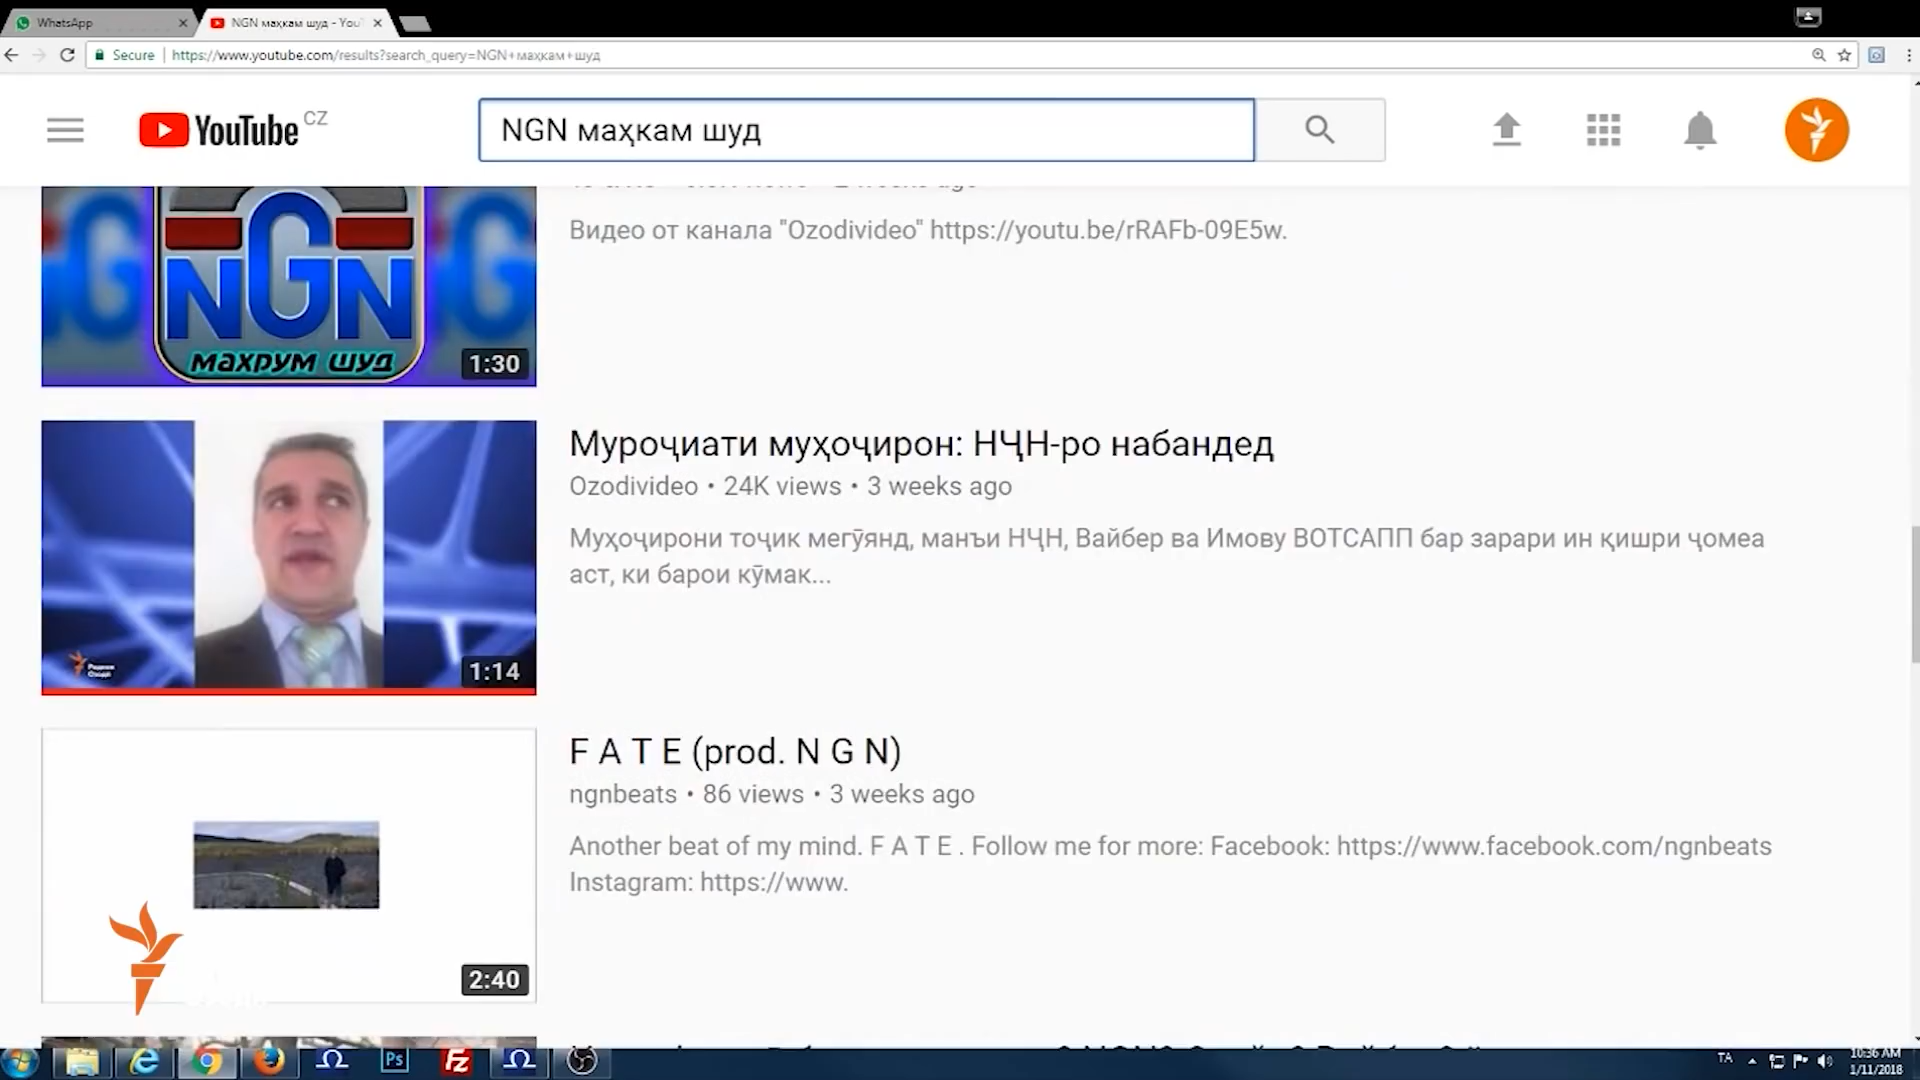 WhatsApp
NGN маҳкам шуд - You
Secure
https://www.youtube.com/results?search_query=NGN+маҳкам+шуд
YouTube CZ
NGN маҳкам шуд
Видео от канала "Ozodivideo" https://youtu.be/rRAFb-09E5w.
NGN
махрум шуд
1:30
Муроҷиати муҳоҷирон: НҶН-ро набандед
Ozodivideo • 24K views • 3 weeks ago
Муҳоҷирони тоҷик мегӯянд, манъи НҶН, Вайбер ва Имову ВОТСАПП бар зарари ин қишри ҷомеа
аст, ки барои кӯмак...
1:14
F A T E (prod. N G N)
ngnbeats • 86 views • 3 weeks ago
Another beat of my mind. F A T E . Follow me for more: Facebook: https://www.facebook.com/ngnbeats
Instagram: https://www.
2:40
Ps
Fz
TA
10:36 AM
1/11/2018